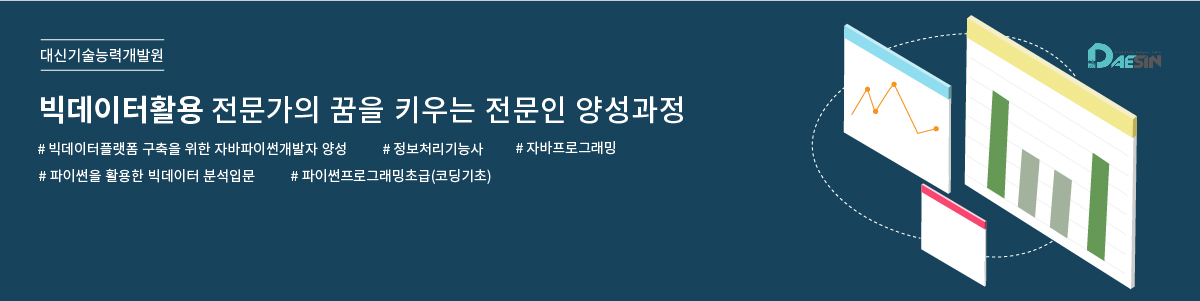 대신기술능력개발원
DAESIN
빅데이터활용 전문가의 꿈을 키우는 전문인 양성과정
# 빅데이터플랫폼 구축을 위한 자바파이썬개발자 양성 # 정보처리기능사 # 자바프로그래밍
# 파이썬을 활용한 빅데이터 분석입문 # 파이썬프로그래밍초급(코딩기초)